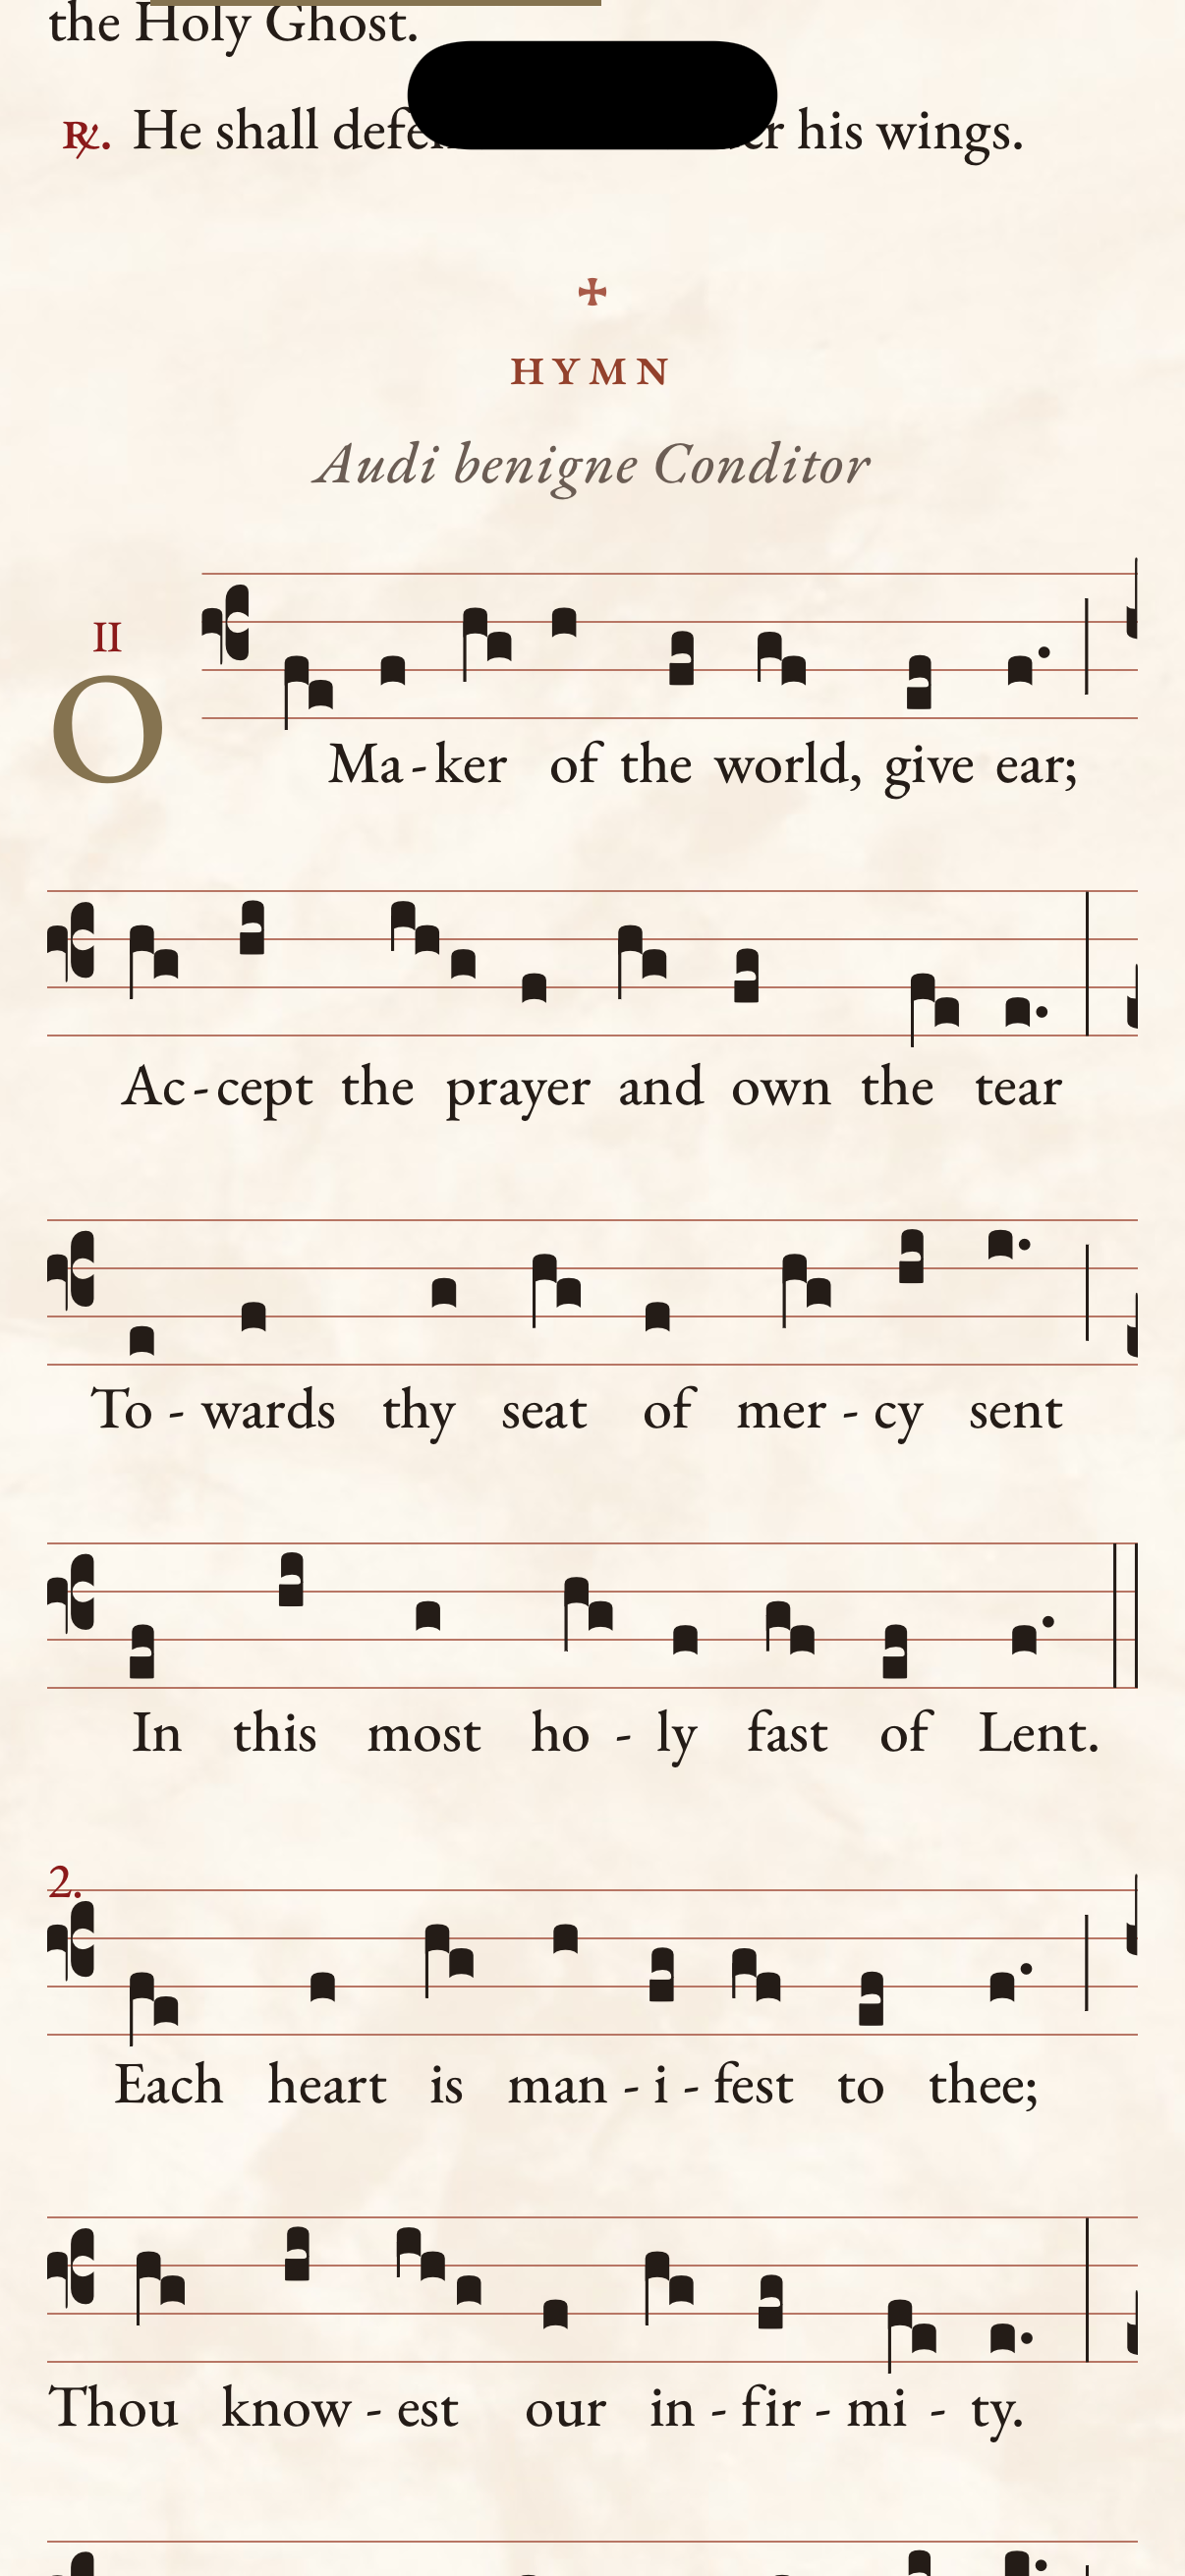 the Holy Ghost.
℟. He shall his wings.
HYMN
Audi benigne Conditor
II
O Ma-ker of the world, give ear;
Ac-cept the prayer and own the tear
To - wards thy seat of mer - cy sent
In this most ho - ly fast of Lent.
2.
Each heart is man - i - fest to thee;
Thou know - est our in - fir - mi - ty.